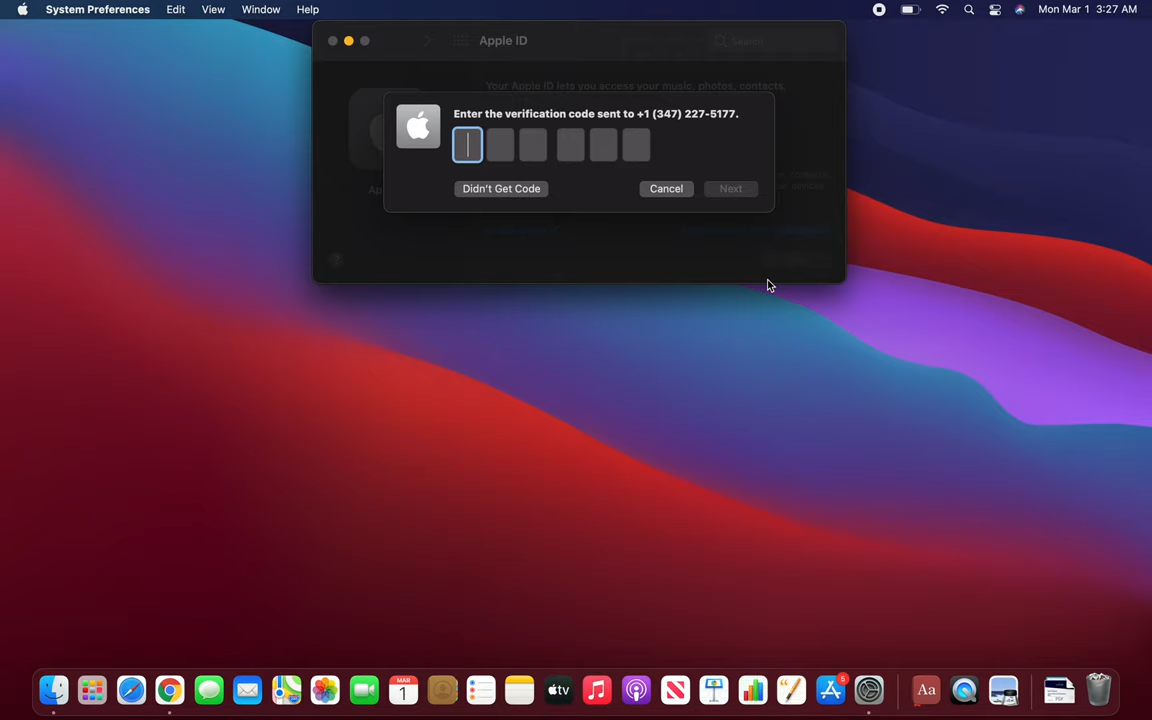 System Preferences Edit View Window Help Mon Mar 1 3:27 AM
Apple ID Search
Your Apple ID lets you access your music, photos, contacts,
Enter the verification code sent to +1 (347) 227-5177.
Didn't Get Code Cancel Next
?
MAR
1
tv
5
Aa
PDF